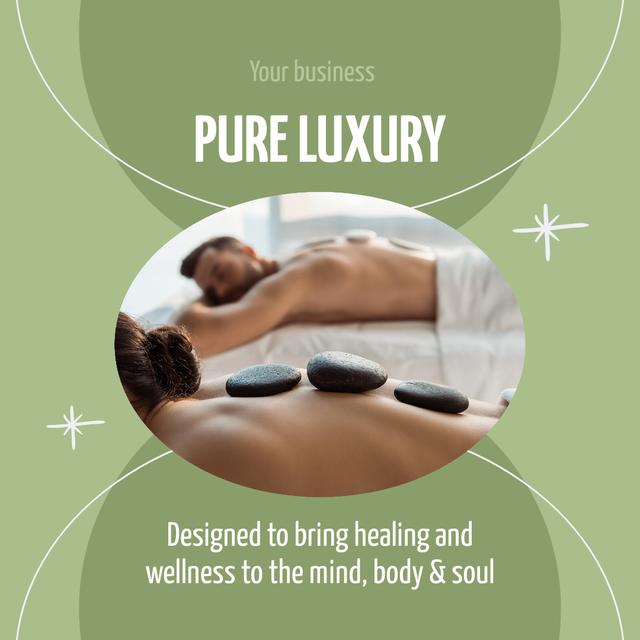 Your business
PURE LUXURY
Designed to bring healing and
wellness to the mind, body & soul